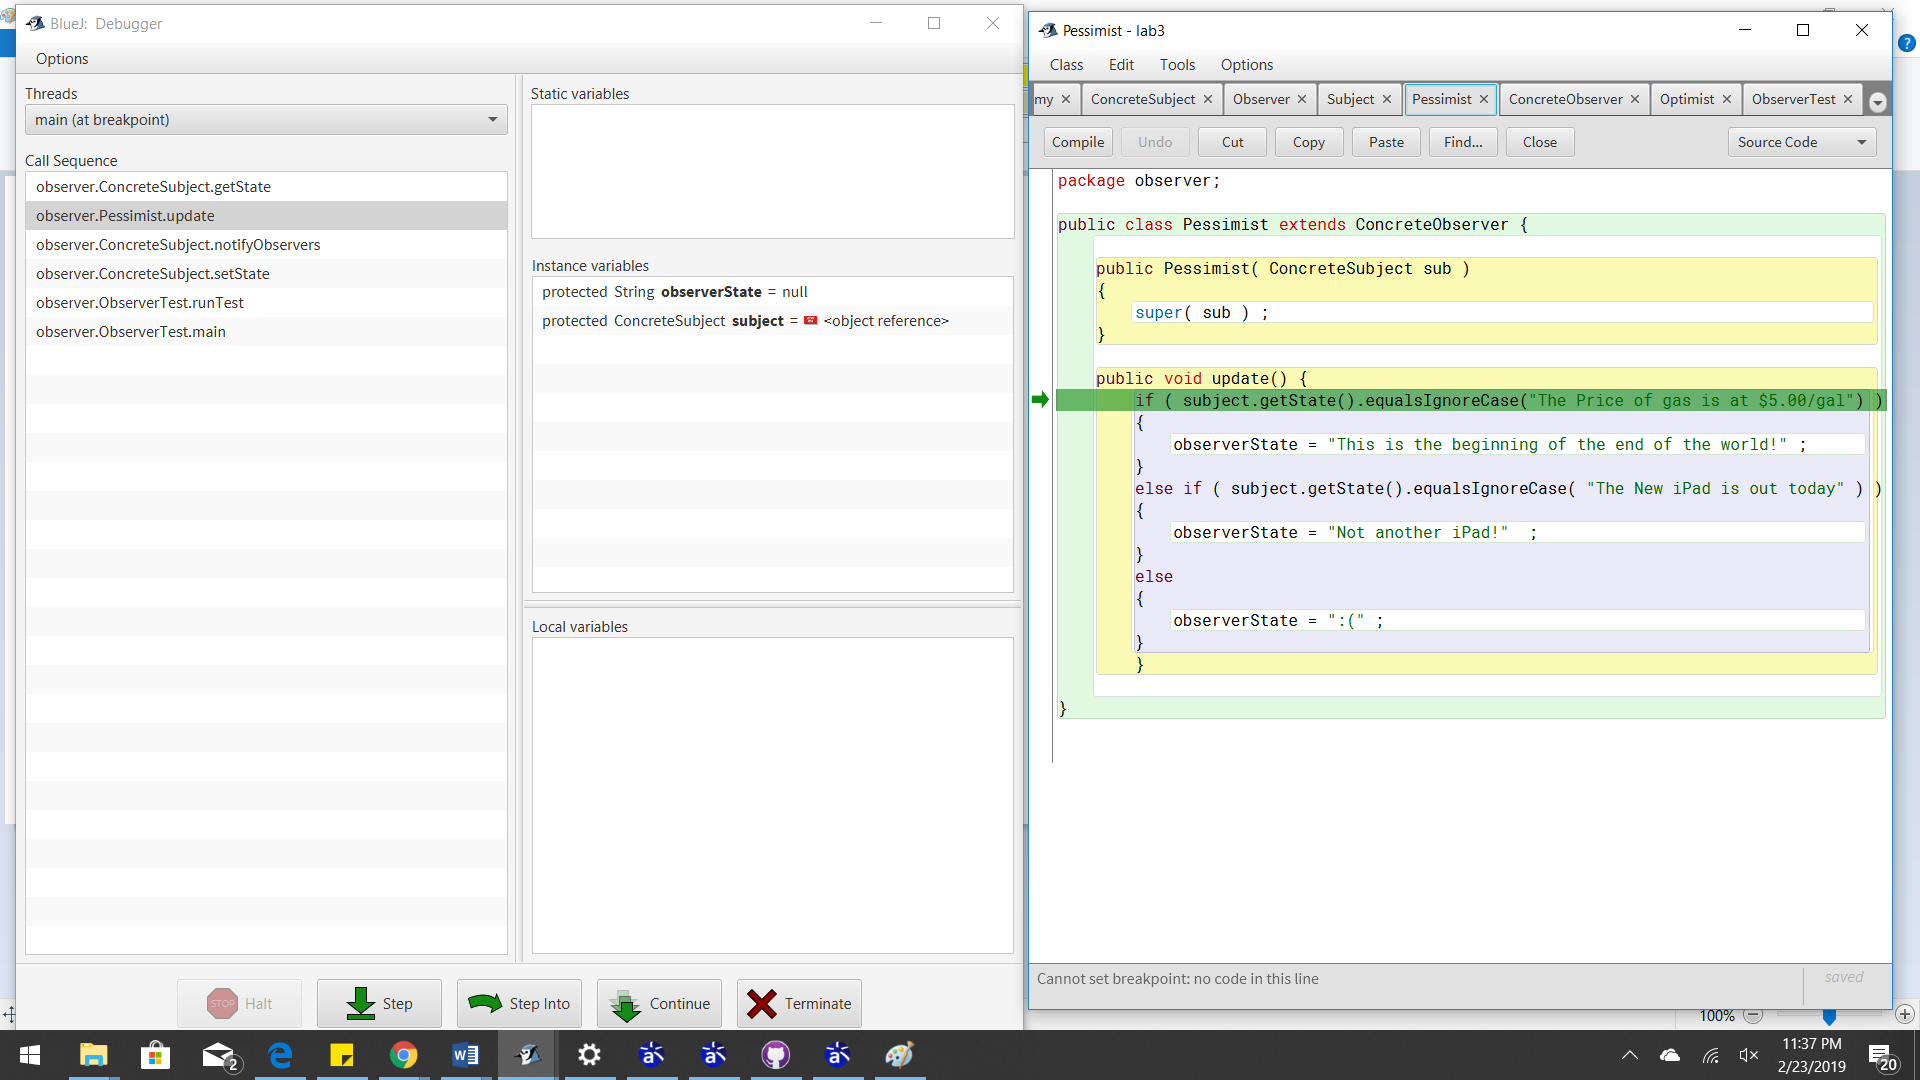 BlueJ: Debugger
Options
Threads
main (at breakpoint)
Call Sequence
observer.ConcreteSubject.getState
observer.Pessimist.update
observer.ConcreteSubject.notifyObservers
observer.ConcreteSubject.setState
observer.ObserverTest.runTest
observer.ObserverTest.main
Static variables
Instance variables
protected String observerState = null
protected ConcreteSubject subject = <object reference>
Local variables
STOP Halt
Step
Step Into
Continue
Terminate
Pessimist - lab3
Class Edit Tools Options
my ConcreteSubject Observer Subject Pessimist ConcreteObserver Optimist ObserverTest
Compile Undo Cut Copy Paste Find... Close Source Code
package observer;
public class Pessimist extends ConcreteObserver {
public Pessimist( ConcreteSubject sub )
{
super( sub ) ;
}
public void update() {
if ( subject.getState().equalsIgnoreCase("The Price of gas is at $5.00/gal") )
{
observerState = "This is the beginning of the end of the world!" ;
}
else if ( subject.getState().equalsIgnoreCase( "The New iPad is out today" ) )
{
observerState = "Not another iPad!"  ;
}
else
{
observerState = ":(" ;
}
}
}
Cannot set breakpoint: no code in this line
saved
100%
2
11:37 PM
2/23/2019
20